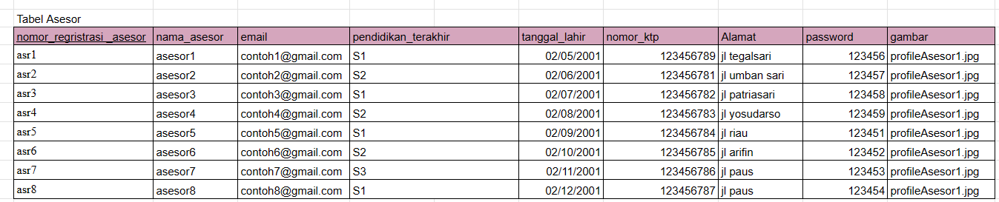 Tabel Asesor
nomor_regristrasi _asesor nama_asesor email pendidikan_terakhir tanggal_lahir nomor_ktp Alamat password gambar
asr1 asesor1 contoh1@gmail.com S1 02/05/2001 123456789 jl tegalsari 123456 profileAsesor1.jpg
asr2 asesor2 contoh2@gmail.com S2 02/06/2001 123456781 jl umban sari 123457 profileAsesor1.jpg
asr3 asesor3 contoh3@gmail.com S1 02/07/2001 123456782 jl patriasari 123458 profileAsesor1.jpg
asr4 asesor4 contoh4@gmail.com S2 02/08/2001 123456783 jl yosudarso 123459 profileAsesor1.jpg
asr5 asesor5 contoh5@gmail.com S1 02/09/2001 123456784 jl riau 123451 profileAsesor1.jpg
asr6 asesor6 contoh6@gmail.com S2 02/10/2001 123456785 jl arifin 123452 profileAsesor1.jpg
asr7 asesor7 contoh7@gmail.com S3 02/11/2001 123456786 jl paus 123453 profileAsesor1.jpg
asr8 asesor8 contoh8@gmail.com S1 02/12/2001 123456787 jl paus 123454 profileAsesor1.jpg